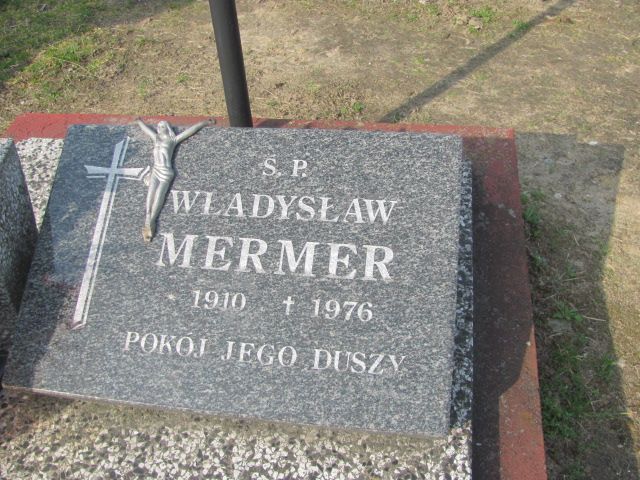 Ś. P.
WŁADYSŁAW
MERMER
* 1910 † 1976
POKÓJ JEGO DUSZY